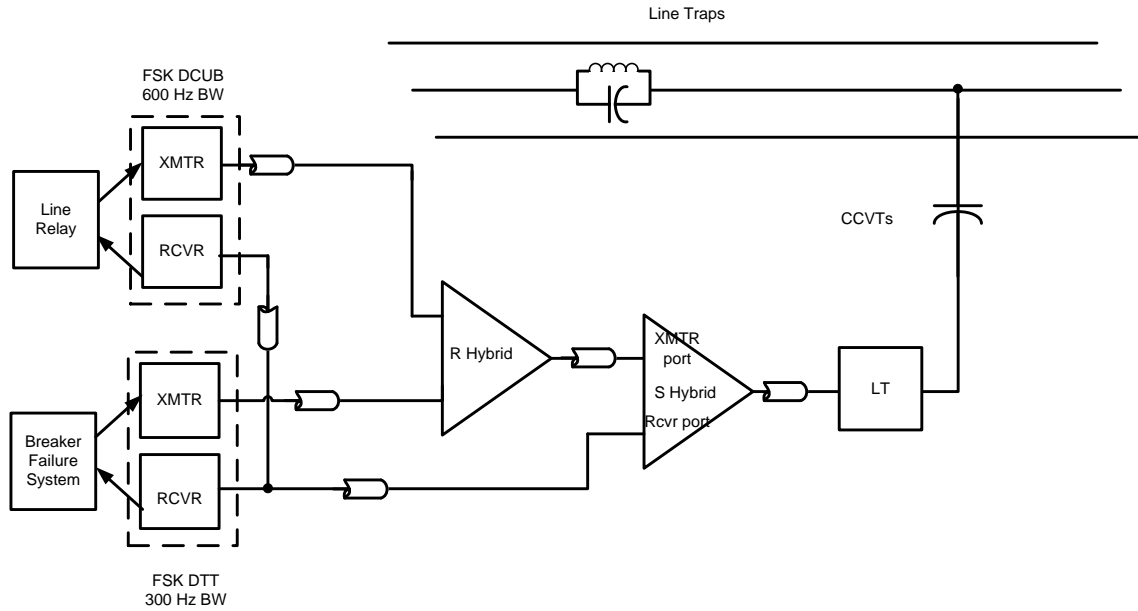 Line Traps
FSK DCUB
600 Hz BW
XMTR
Line
Relay
RCVR
CCVTs
R Hybrid
XMTR
port
S Hybrid
Rcvr port
LT
XMTR
Breaker
Failure
System
RCVR
FSK DTT
300 Hz BW